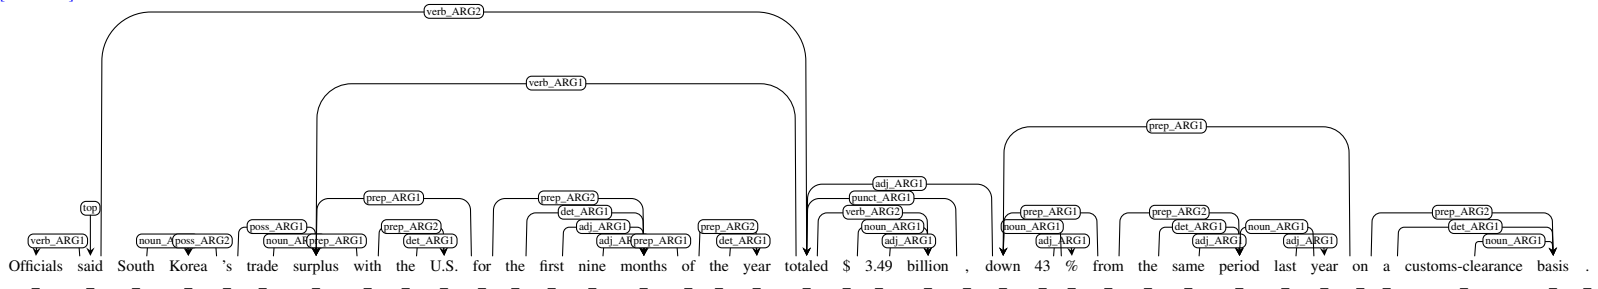 verb_ARG2
verb_ARG1
prep_ARG1
adj_ARG1
prep_ARG1 prep_ARG2 punct_ARG1
top det_ARG1 verb_ARG2 prep_ARG1 prep_ARG2 prep_ARG2
poss_ARG1 prep_ARG2 adj_ARG1 prep_ARG2 noun_ARG1 noun_ARG1 det_ARG1 noun_ARG1 det_ARG1
verb_ARG1 poss_ARG2 prep_ARG1 det_ARG1 prep_ARG1 det_ARG1 adj_ARG1 adj_ARG1 adj_ARG1 adj_ARG1 noun_ARG1
Officials said South Korea 's trade surplus with the U.S. for the first nine months of the year totaled $ 3.49 billion , down 43 % from the same period last year on a customs-clearance basis .
_ _ _ _ _ _ _ _ _ _ _ _ _ _ _ _ _ _ _ _ _ _ _ _ _ _ _ _ _ _ _ _ _ _ _ _ _